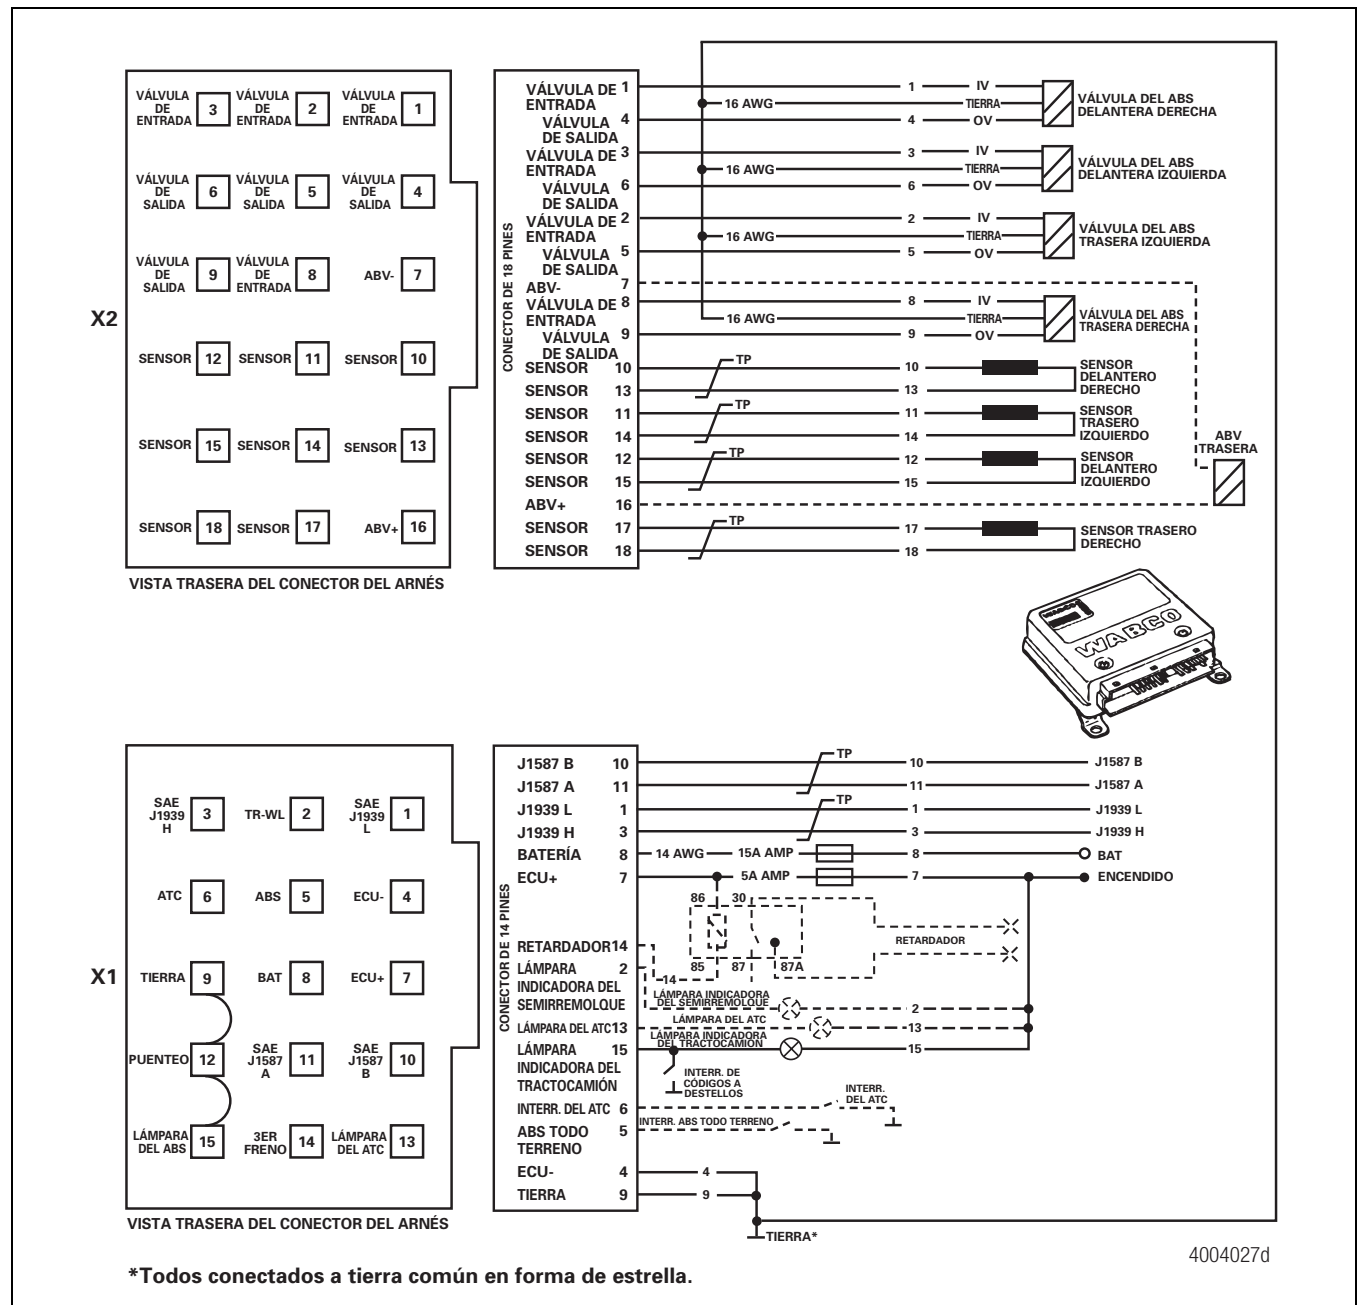 X2
VÁLVULA DE ENTRADA 3
VÁLVULA DE ENTRADA 2
VÁLVULA DE ENTRADA 1
VÁLVULA DE SALIDA 6
VÁLVULA DE SALIDA 5
VÁLVULA DE SALIDA 4
VÁLVULA DE SALIDA 9
VÁLVULA DE ENTRADA 8
ABV- 7
SENSOR 12
SENSOR 11
SENSOR 10
SENSOR 15
SENSOR 14
SENSOR 13
SENSOR 18
SENSOR 17
ABV+ 16
VISTA TRASERA DEL CONECTOR DEL ARNÉS
CONECTOR DE 18 PINES
VÁLVULA DE 1
ENTRADA
VÁLVULA 4
DE SALIDA
VÁLVULA DE 3
ENTRADA
VÁLVULA 6
DE SALIDA
VÁLVULA DE 2
ENTRADA
VÁLVULA 5
DE SALIDA
ABV- 7
VÁLVULA DE 8
ENTRADA
VÁLVULA 9
DE SALIDA
SENSOR 10
SENSOR 13
SENSOR 11
SENSOR 14
SENSOR 12
SENSOR 15
ABV+ 16
SENSOR 17
SENSOR 18
1 IV
16 AWG TIERRA
4 OV
VÁLVULA DEL ABS
DELANTERA DERECHA
3 IV
16 AWG TIERRA
6 OV
VÁLVULA DEL ABS
DELANTERA IZQUIERDA
2 IV
16 AWG TIERRA
5 OV
VÁLVULA DEL ABS
TRASERA IZQUIERDA
8 IV
16 AWG TIERRA
9 OV
VÁLVULA DEL ABS
TRASERA DERECHA
TP
10
13
SENSOR
DELANTERO
DERECHO
TP
11
14
SENSOR
TRASERO
IZQUIERDO
TP
12
15
SENSOR
DELANTERO
IZQUIERDO
ABV
TRASERA
TP
17
18
SENSOR TRASERO
DERECHO
WABCO
WABCO
X1
SAE J1939 H 3
TR-WL 2
SAE J1939 L 1
ATC 6
ABS 5
ECU- 4
TIERRA 9
BAT 8
ECU+ 7
PUENTEO 12
SAE J1587 A 11
SAE J1587 B 10
LÁMPARA DEL ABS 15
3ER FRENO 14
LÁMPARA DEL ATC 13
VISTA TRASERA DEL CONECTOR DEL ARNÉS
CONECTOR DE 14 PINES
J1587 B 10
J1587 A 11
J1939 L 1
J1939 H 3
BATERÍA 8
ECU+ 7
RETARDADOR 14
LÁMPARA 2
INDICADORA DEL
SEMIRREMOLQUE
LÁMPARA DEL ATC 13
LÁMPARA 15
INDICADORA DEL
TRACTOCAMIÓN
INTERR. DEL ATC 6
ABS TODO 5
TERRENO
ECU- 4
TIERRA 9
TP
10 J1587 B
11 J1587 A
TP
1 J1939 L
3 J1939 H
14 AWG 15A AMP 8 BAT
5A AMP 7 ENCENDIDO
86 30
85 87 87A
RETARDADOR
14
LÁMPARA INDICADORA
DEL SEMIRREMOLQUE 2
LÁMPARA DEL ATC 13
LÁMPARA INDICADORA
DEL TRACTOCAMIÓN 15
INTERR. DE
CÓDIGOS A
DESTELLOS
INTERR.
DEL ATC
INTERR. ABS TODO TERRENO
4
9
TIERRA*
4004027d
*Todos conectados a tierra común en forma de estrella.